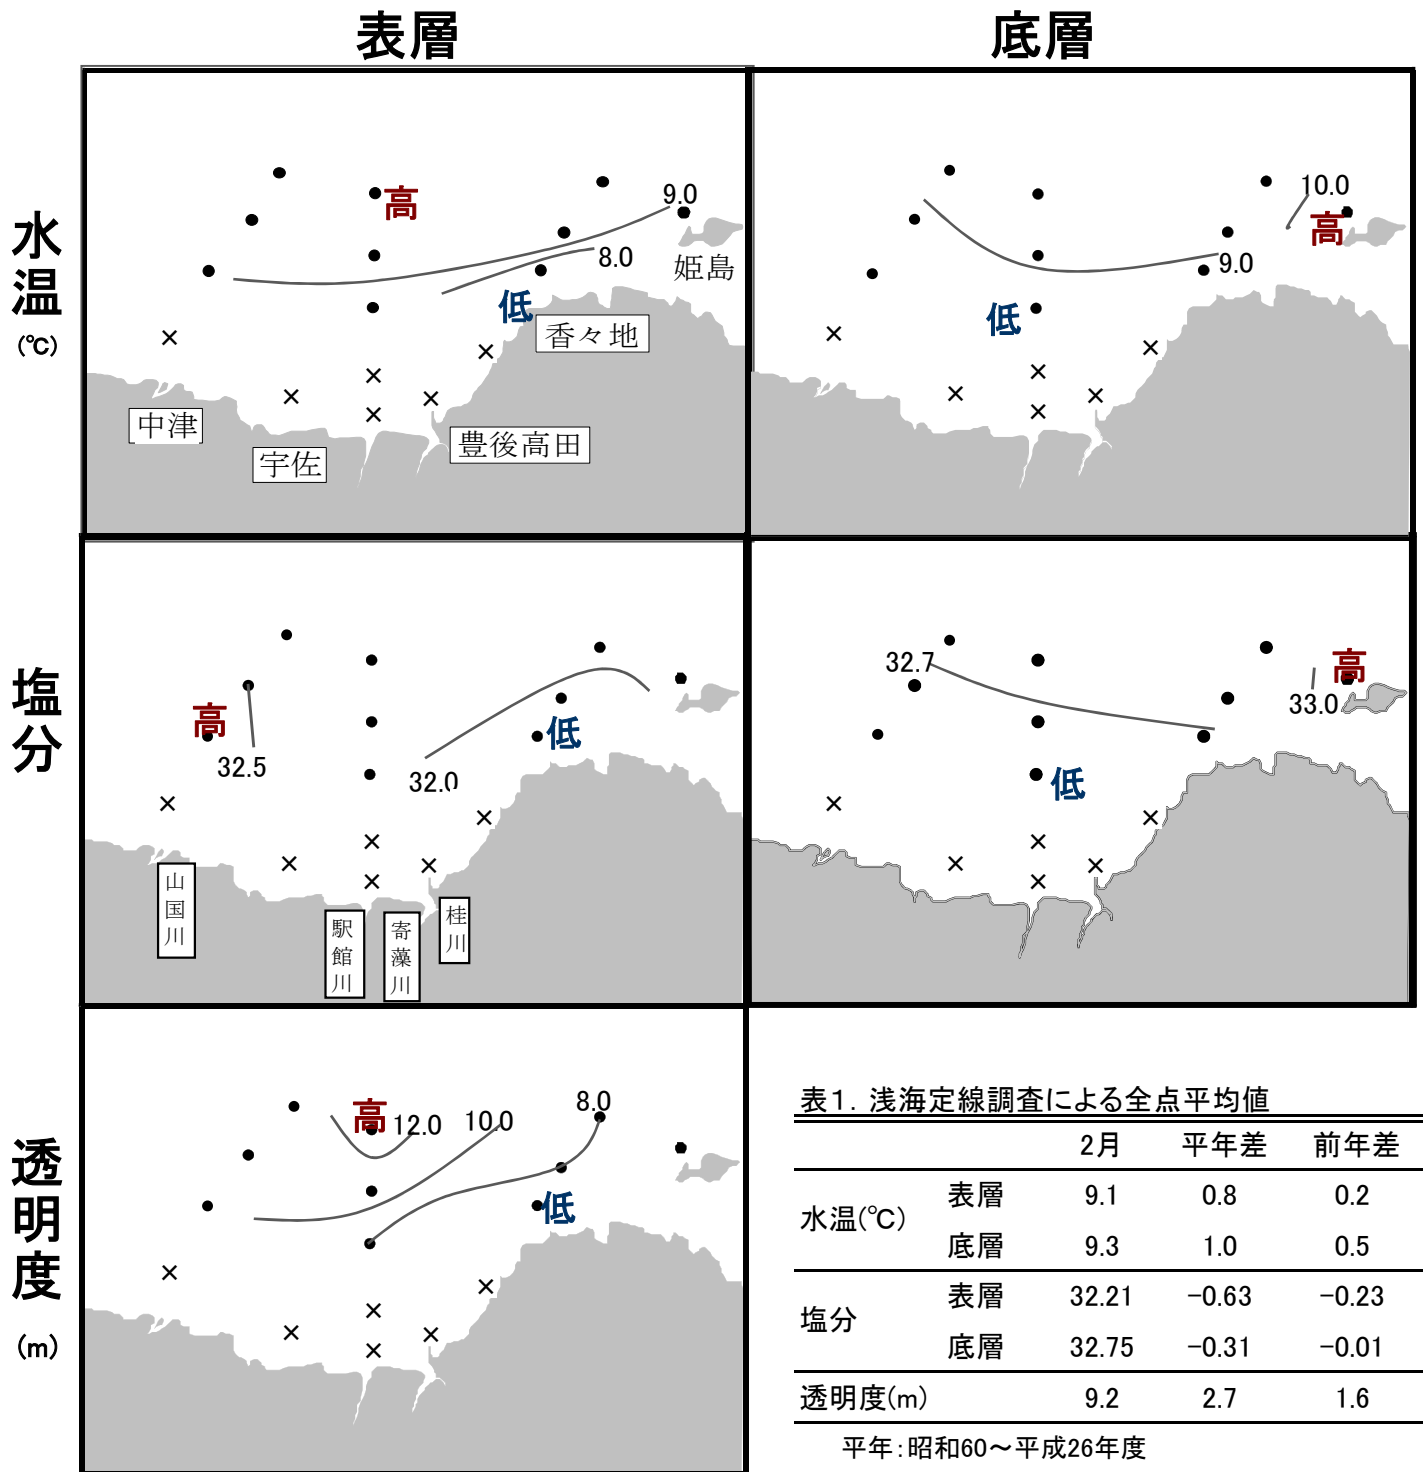 表層
底層
水温
(℃)
高
9.0
8.0
姫島
低
香々地
中津
宇佐
豊後高田
10.0
高
9.0
低
塩分
高
32.5
32.0
低
山国川
駅館川
寄藻川
桂川
32.7
高
33.0
低
透明度
(m)
高
12.0
10.0
8.0
低
表1. 浅海定線調査による全点平均値
2月 平年差 前年差
水温(℃) 表層 9.1 0.8 0.2
底層 9.3 1.0 0.5
塩分 表層 32.21 -0.63 -0.23
底層 32.75 -0.31 -0.01
透明度(m) 9.2 2.7 1.6
平年:昭和60～平成26年度